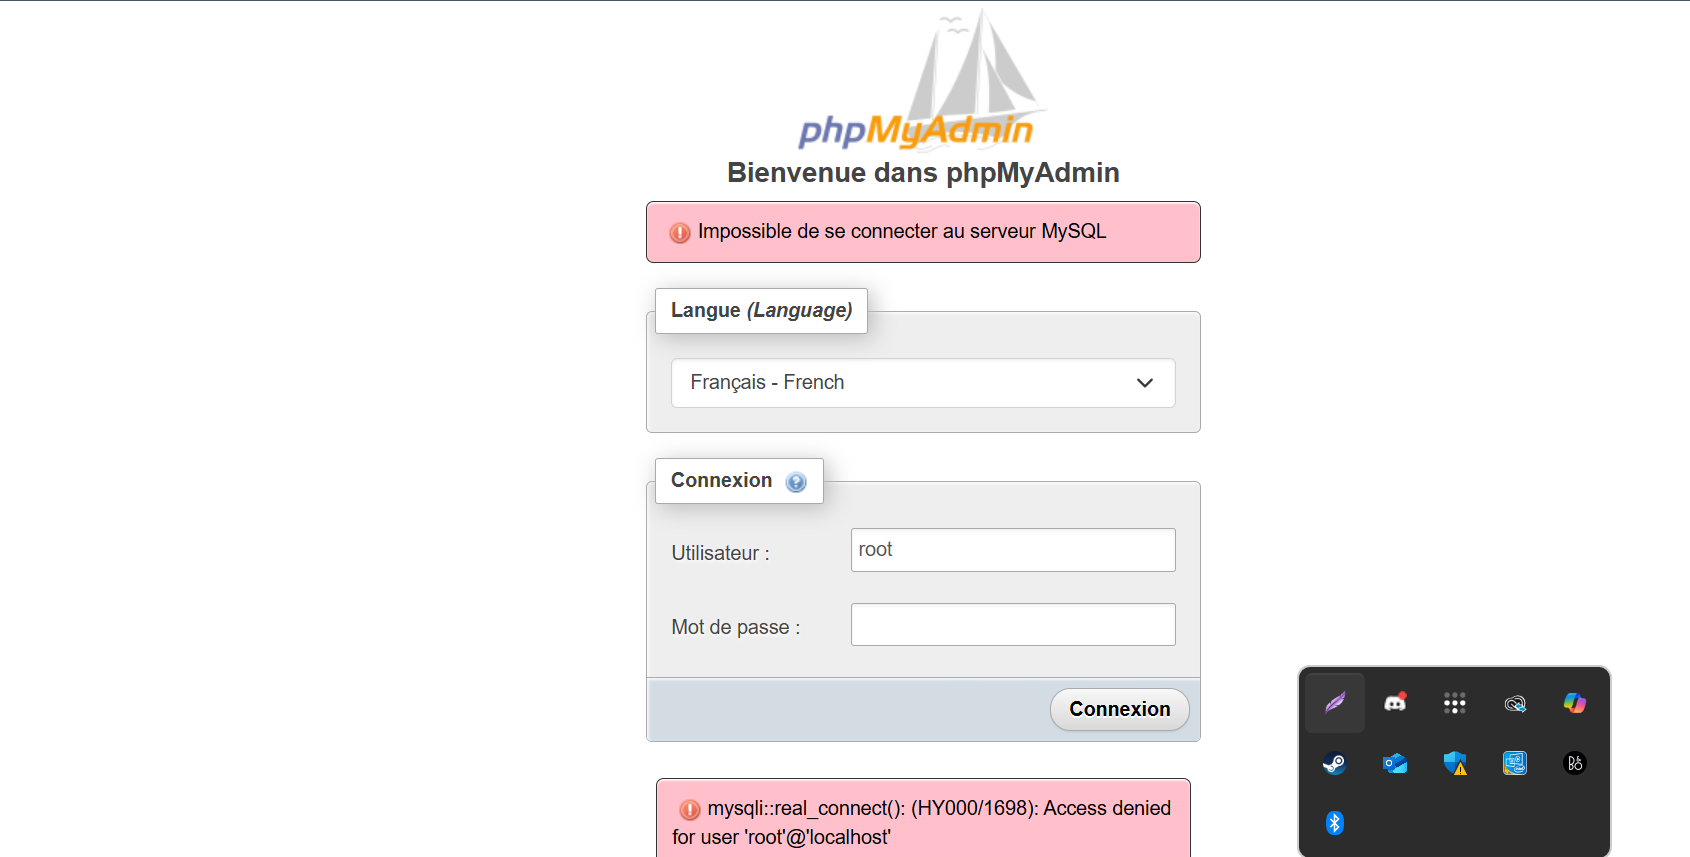 phpMyAdmin
Bienvenue dans phpMyAdmin
Impossible de se connecter au serveur MySQL
Langue (Language)
Français - French
Connexion
Utilisateur :
root
Mot de passe :
Connexion
mysqli::real_connect(): (HY000/1698): Access denied
for user 'root'@'localhost'